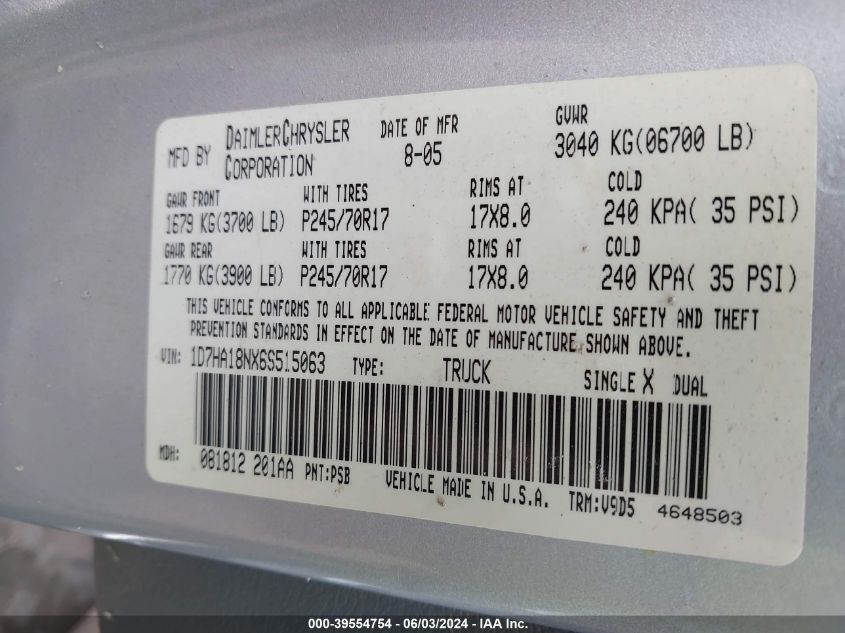 MFD BY DAIMLERCHRYSLER CORPORATION DATE OF MFR 8-05 GVWR 3040 KG(06700 LB)
GAWR FRONT WITH TIRES RIMS AT COLD
1679 KG(3700 LB) P245/70R17 17X8.0 240 KPA( 35 PSI)
GAWR REAR WITH TIRES RIMS AT COLD
1770 KG(3900 LB) P245/70R17 17X8.0 240 KPA( 35 PSI)
THIS VEHICLE CONFORMS TO ALL APPLICABLE FEDERAL MOTOR VEHICLE SAFETY AND THEFT
PREVENTION STANDARDS IN EFFECT ON THE DATE OF MANUFACTURE SHOWN ABOVE.
VIN: 1D7HA18NX6S515063 TYPE: TRUCK SINGLE X DUAL
MDH: 081812 201AA PNT:PSB VEHICLE MADE IN U.S.A. TRM:V9D5 4648503
000-39554754 - 06/03/2024 - IAA Inc.